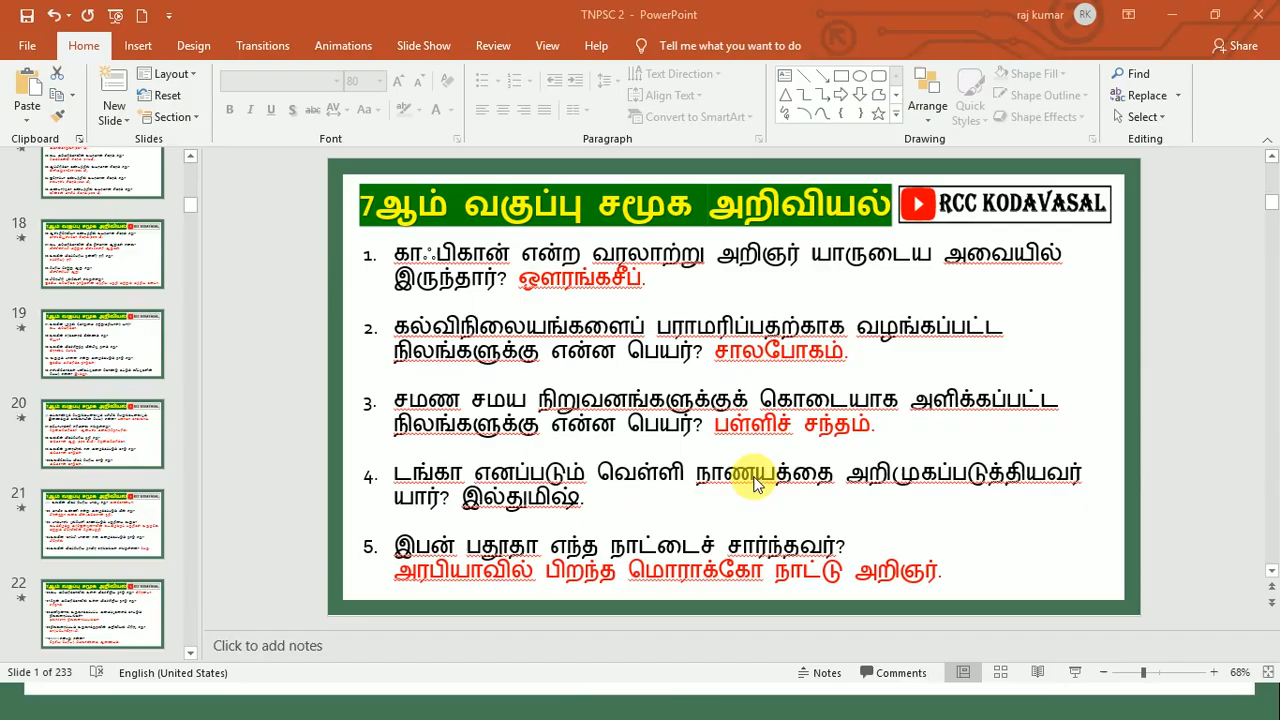 TNPSC 2 - PowerPoint
raj kumar RK
File Home Insert Design Transitions Animations Slide Show Review View Help Tell me what you want to do Share
Paste
Clipboard
New Slide
Layout
Reset
Section
Slides
80
B I U S abc AV Aa A
Font
Text Direction
Align Text
Convert to SmartArt
Paragraph
Arrange
Quick Styles
Shape Fill
Shape Outline
Shape Effects
Drawing
Find
Replace
Select
Editing
18
19
20
21
22
7ஆம் வகுப்பு சமூக அறிவியல் RCC KODAVASAL
1. காஃபிகான் என்ற வரலாற்று அறிஞர் யாருடைய அவையில்
இருந்தார்? ஔரங்கசீப்.
2. கல்விநிலையங்களைப் பராமரிப்பதற்காக வழங்கப்பட்ட
நிலங்களுக்கு என்ன பெயர்? சாலபோகம்.
3. சமண சமய நிறுவனங்களுக்குக் கொடையாக அளிக்கப்பட்ட
நிலங்களுக்கு என்ன பெயர்? பள்ளிச் சந்தம்.
4. டங்கா எனப்படும் வெள்ளி நாணயத்தை அறிமுகப்படுத்தியவர்
யார்? இல்துமிஷ்.
5. இபன் பதூதா எந்த நாட்டைச் சார்ந்தவர்?
அரபியாவில் பிறந்த மொராக்கோ நாட்டு அறிஞர்.
Click to add notes
Slide 1 of 233 English (United States) Notes Comments 68%